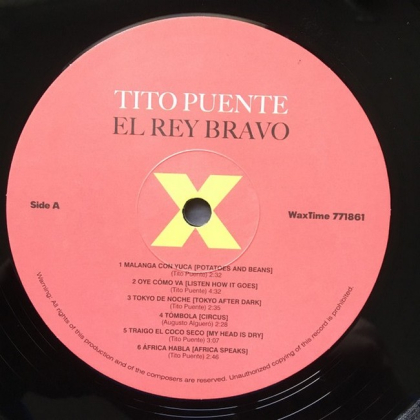 TITO PUENTE
EL REY BRAVO
X
Side A
WaxTime 771861
1 MALANGA CON YUCA [POTATOES AND BEANS]
(Tito Puente) 2:32
2 OYE CÓMO VA [LISTEN HOW IT GOES]
(Tito Puente) 4:32
3 TOKYO DE NOCHE [TOKYO AFTER DARK]
(Tito Puente) 2:35
4 TÓMBOLA [CIRCUS]
(Augusto Alguero) 2:28
5 TRAIGO EL COCO SECO [MY HEAD IS DRY]
(Tito Puente) 3:07
6 ÁFRICA HABLA [AFRICA SPEAKS]
(Tito Puente) 2:46
Warning: All rights of this production and of the composers are reserved. Unauthorized copying of this record is prohibited.